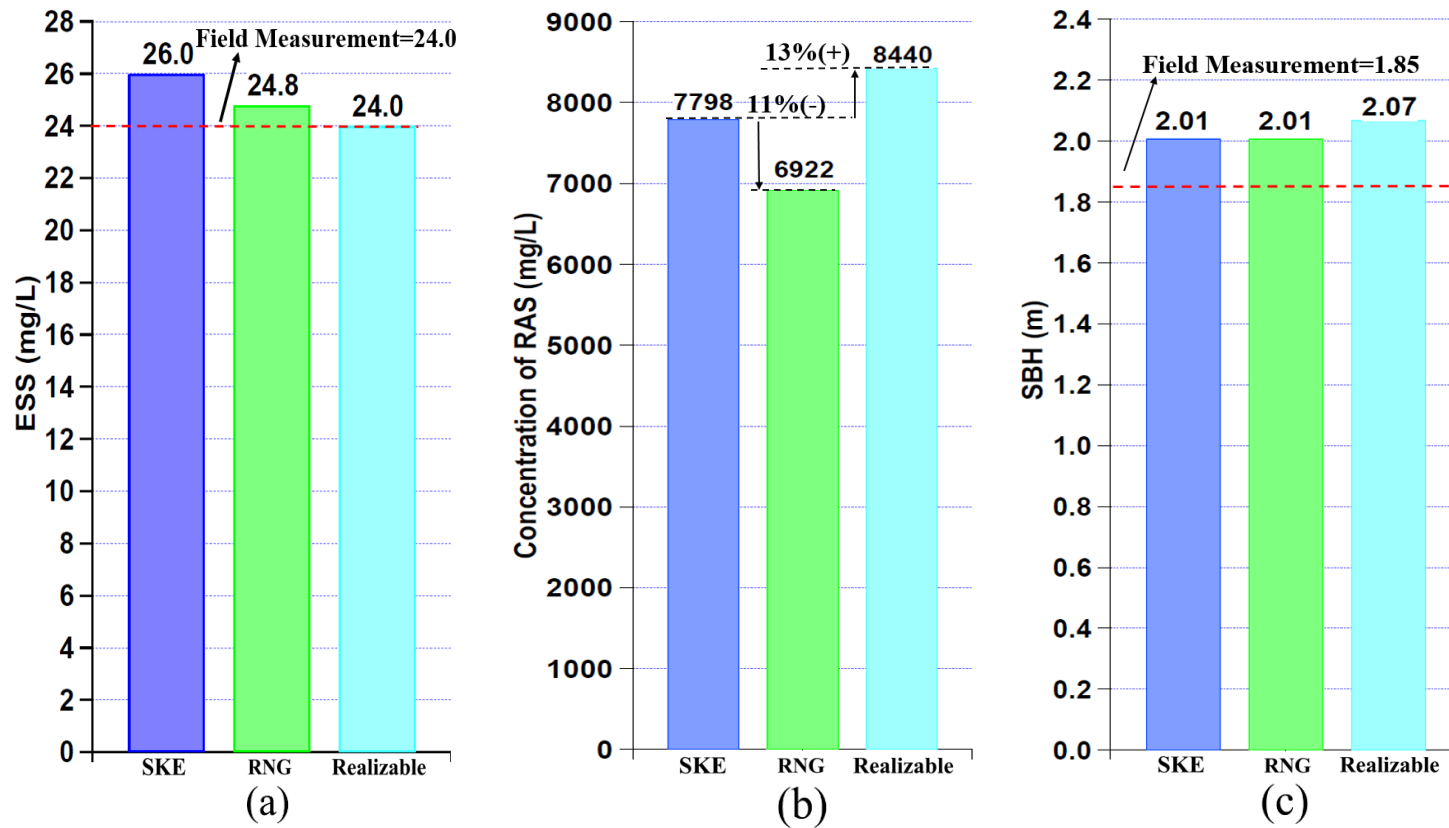 28
26
24
22
20
18
16
14
12
10
8
6
4
2
0
ESS (mg/L)
Field Measurement=24.0
26.0
24.8
24.0
SKE
RNG
Realizable
(a)
9000
8000
7000
6000
5000
4000
3000
2000
1000
0
Concentration of RAS (mg/L)
13%(+)
8440
7798
11%(-)
6922
SKE
RNG
Realizable
(b)
2.4
2.2
2.0
1.8
1.6
1.4
1.2
1.0
0.8
0.6
0.4
0.2
0.0
SBH (m)
Field Measurement=1.85
2.01
2.01
2.07
SKE
RNG
Realizable
(c)